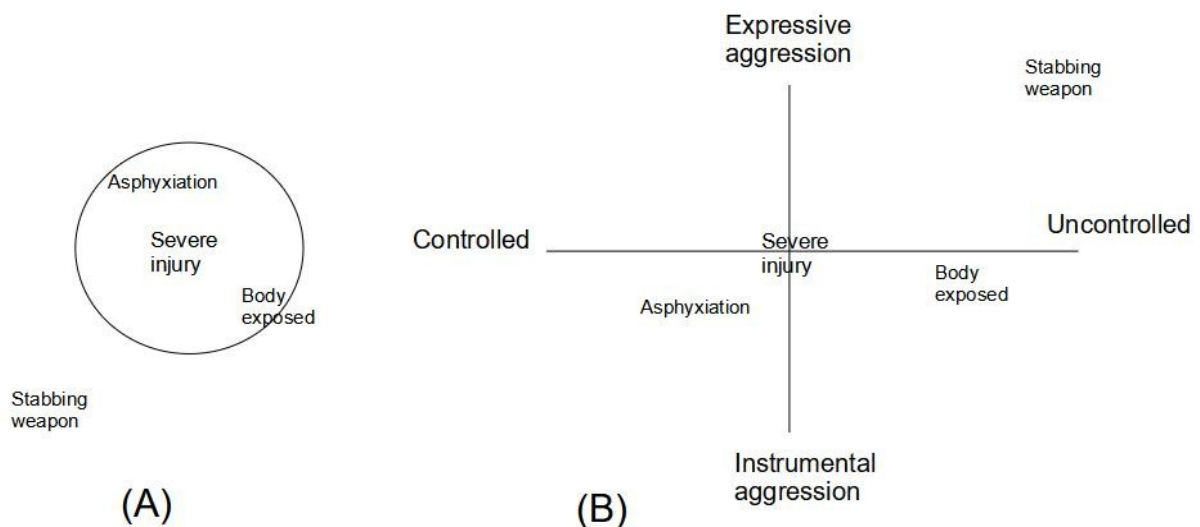 Asphyxiation
Severe
injury
Body
exposed
Stabbing
weapon
(A)
Expressive
aggression
Stabbing
weapon
Controlled
Uncontrolled
Severe
injury
Body
exposed
Asphyxiation
Instrumental
aggression
(B)